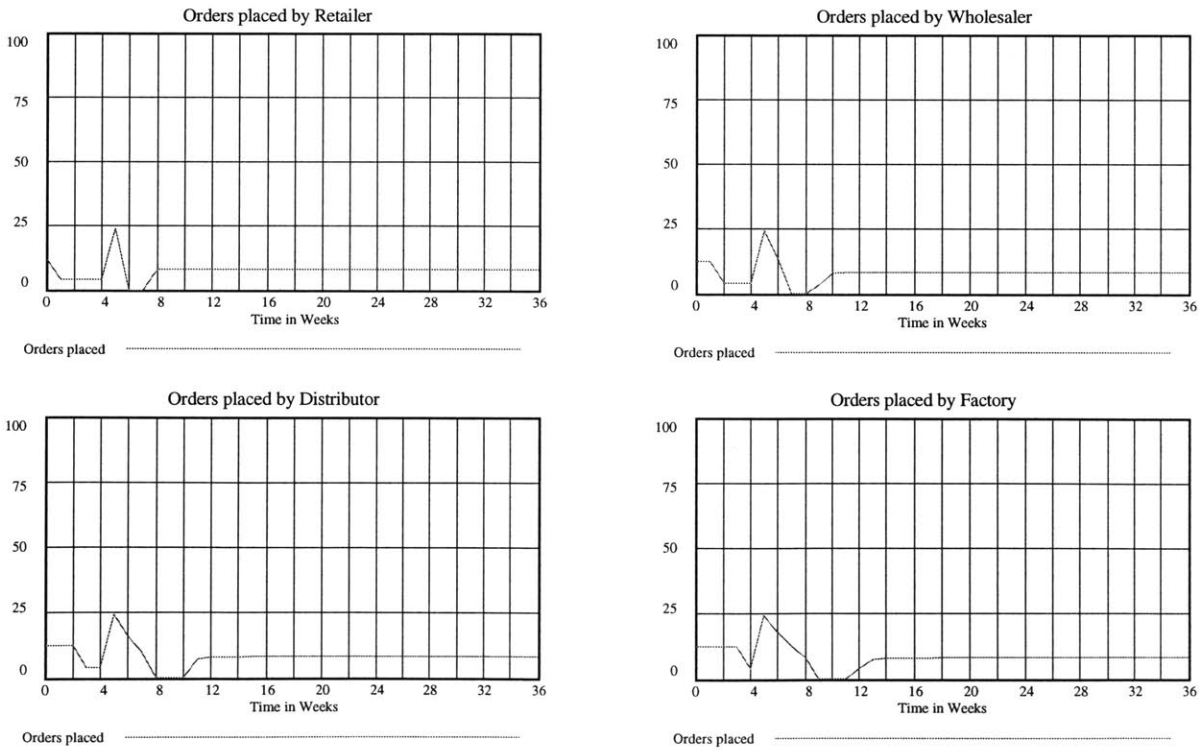 Orders placed by Retailer
100
75
50
25
0
0 4 8 12 16 20 24 28 32 36
Time in Weeks
Orders placed
Orders placed by Wholesaler
100
75
50
25
0
0 4 8 12 16 20 24 28 32 36
Time in Weeks
Orders placed
Orders placed by Distributor
100
75
50
25
0
0 4 8 12 16 20 24 28 32 36
Time in Weeks
Orders placed
Orders placed by Factory
100
75
50
25
0
0 4 8 12 16 20 24 28 32 36
Time in Weeks
Orders placed